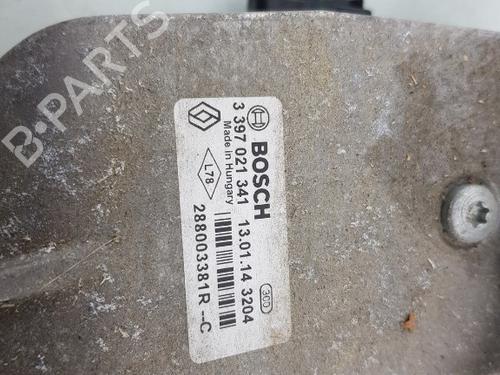 B-PARTS
BOSCH
3 397 021 341 13.01.14 3204
Made in Hungary
L78
300
288003381R --C